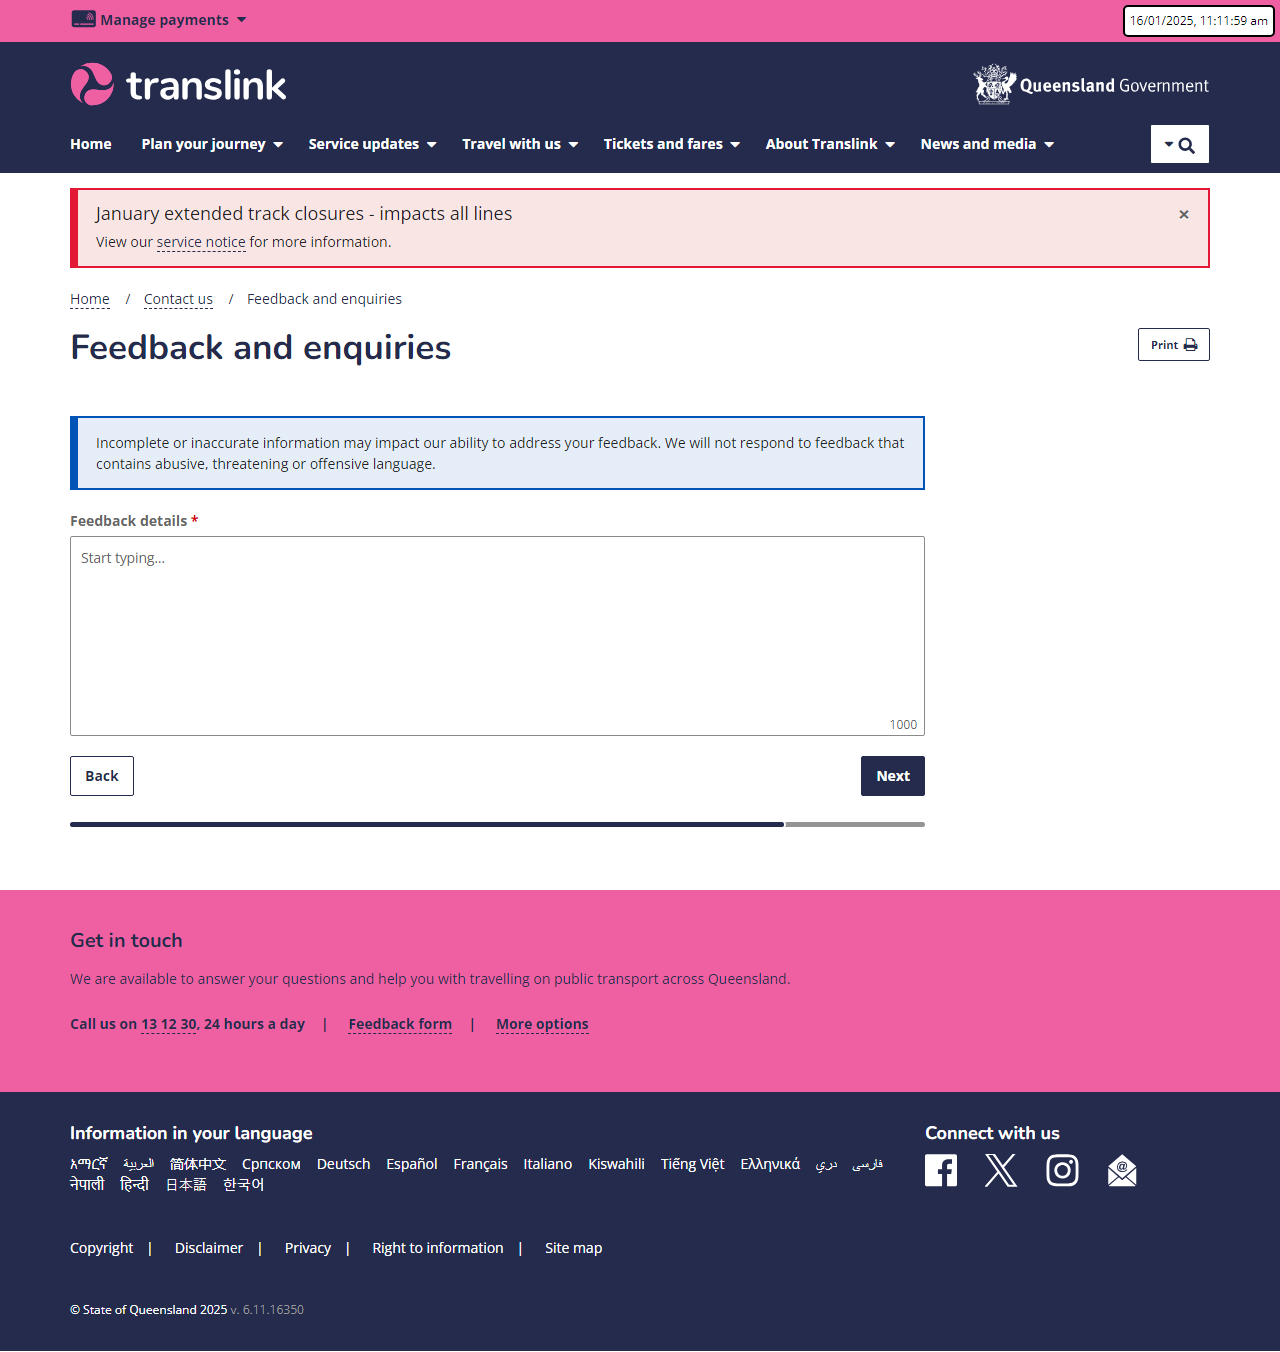 Manage payments
16/01/2025, 11:11:59 am
translink
Queensland Government
Home Plan your journey Service updates Travel with us Tickets and fares About Translink News and media
January extended track closures - impacts all lines
×
View our service notice for more information.
Home / Contact us / Feedback and enquiries
Feedback and enquiries
Print
Incomplete or inaccurate information may impact our ability to address your feedback. We will not respond to feedback that
contains abusive, threatening or offensive language.
Feedback details *
Start typing...
1000
Back
Next
Get in touch
We are available to answer your questions and help you with travelling on public transport across Queensland.
Call us on 13 12 30, 24 hours a day | Feedback form | More options
Information in your language
አማርኛ العربية 简体中文 Српском Deutsch Español Français Italiano Kiswahili Tiếng Việt Ελληνικά دري فارسی
नेपाली हिन्दी 日本語 한국어
Connect with us
Copyright | Disclaimer | Privacy | Right to information | Site map
© State of Queensland 2025 v. 6.11.16350